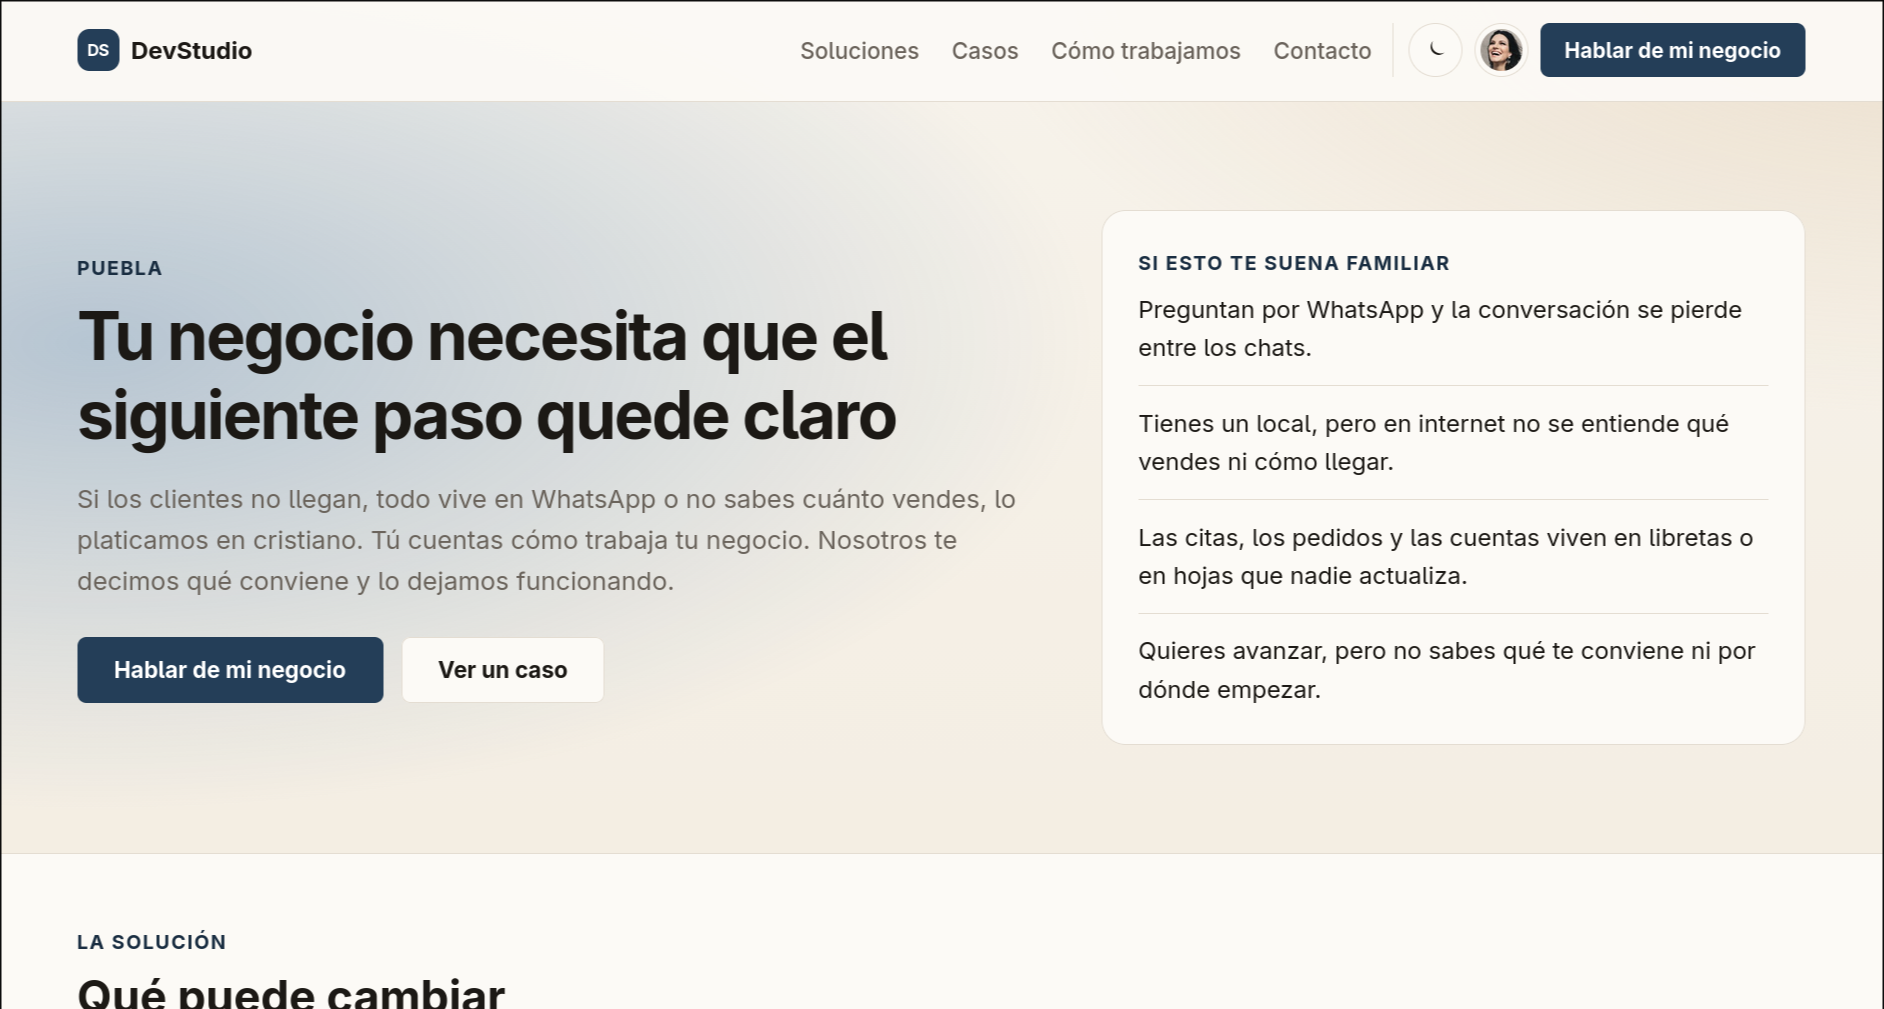 DS DevStudio
Soluciones Casos Cómo trabajamos Contacto Hablar de mi negocio
PUEBLA
Tu negocio necesita que el
siguiente paso quede claro
Si los clientes no llegan, todo vive en WhatsApp o no sabes cuánto vendes, lo
platicamos en cristiano. Tú cuentas cómo trabaja tu negocio. Nosotros te
decimos qué conviene y lo dejamos funcionando.
Hablar de mi negocio Ver un caso
SI ESTO TE SUENA FAMILIAR
Preguntan por WhatsApp y la conversación se pierde
entre los chats.
Tienes un local, pero en internet no se entiende qué
vendes ni cómo llegar.
Las citas, los pedidos y las cuentas viven en libretas o
en hojas que nadie actualiza.
Quieres avanzar, pero no sabes qué te conviene ni por
dónde empezar.
LA SOLUCIÓN
Qué puede cambiar